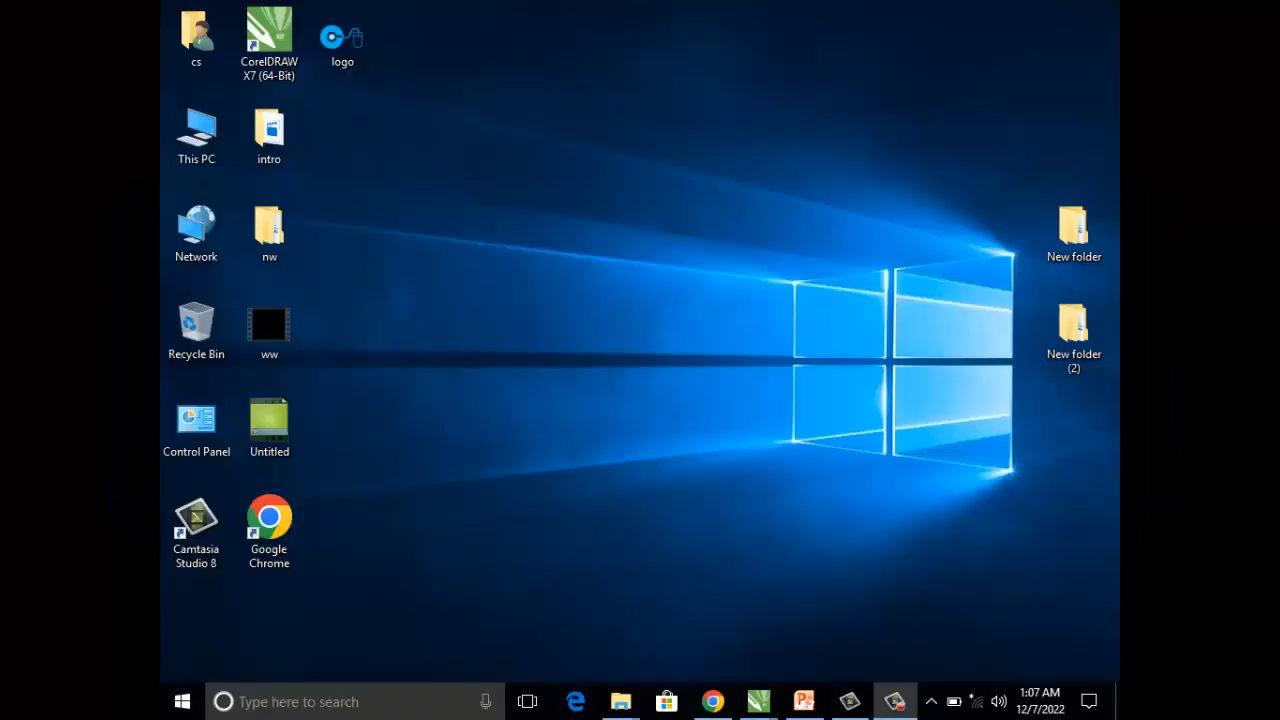 cs
CorelDRAW
X7 (64-Bit)
logo
This PC
intro
Network
nw
New folder
Recycle Bin
ww
New folder
(2)
Control Panel
Untitled
Camtasia
Studio 8
Google
Chrome
Type here to search
1:07 AM
12/7/2022